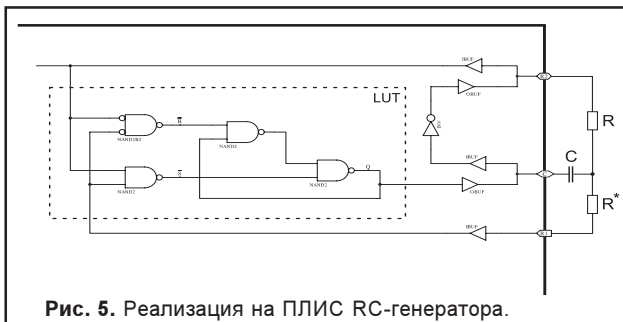 IBUF
LUT
OBUF
R
NAND2B2
NAND2
INV
IBUF
C
NAND2
NAND2
Q
OBUF
R*
IBUF
Рис. 5. Реализация на ПЛИС RC-генератора.